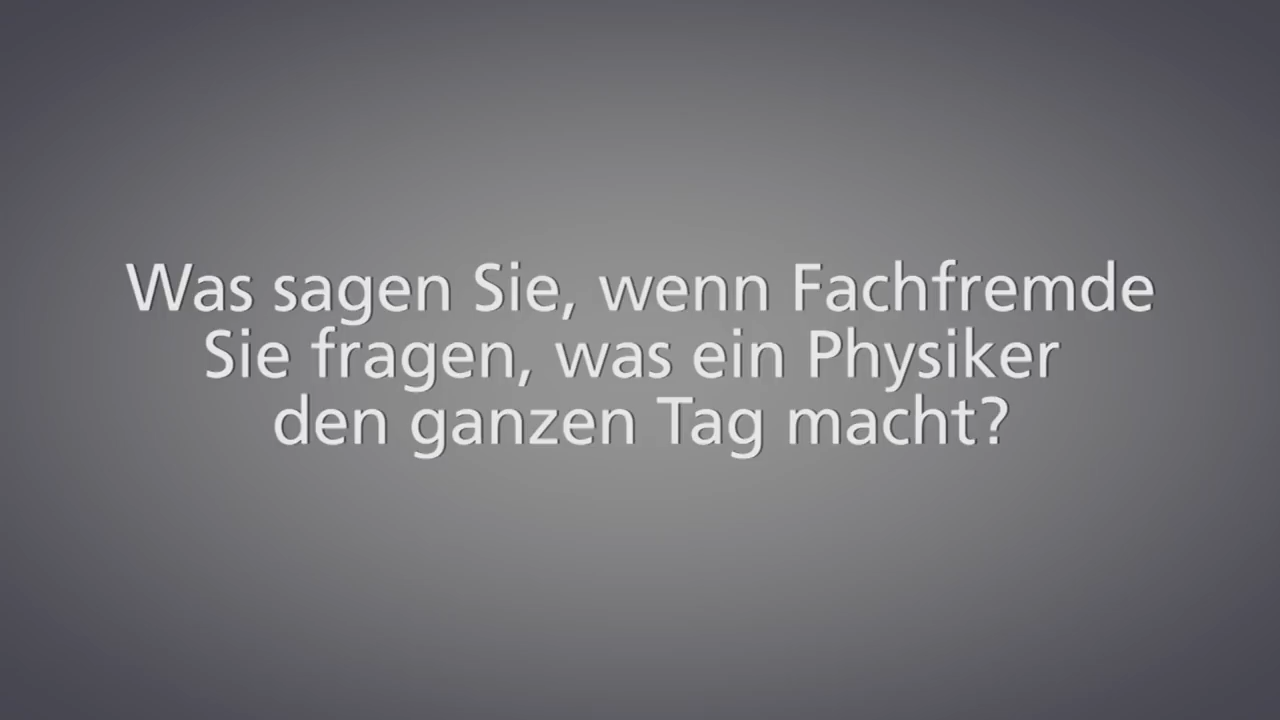 Was sagen Sie, wenn Fachfremde
Sie fragen, was ein Physiker
den ganzen Tag macht?